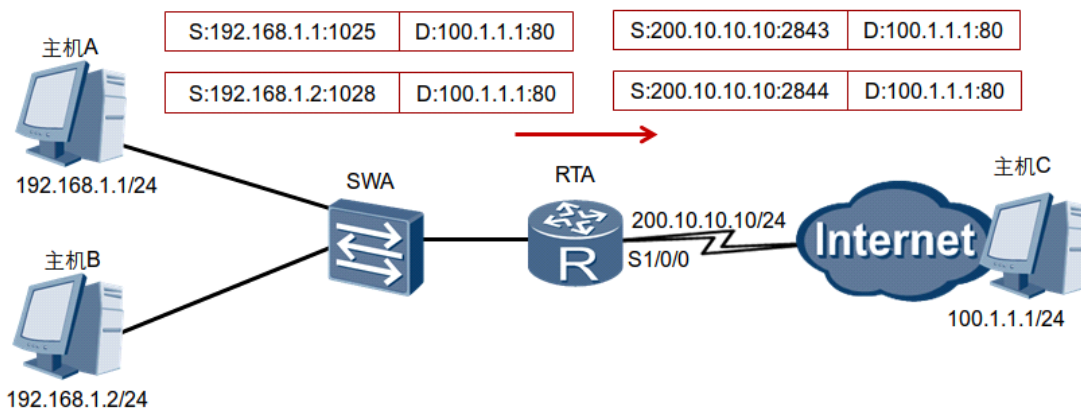 S:192.168.1.1:1025 D:100.1.1.1:80
S:200.10.10.10:2843 D:100.1.1.1:80
主机A
S:192.168.1.2:1028 D:100.1.1.1:80
S:200.10.10.10:2844 D:100.1.1.1:80
192.168.1.1/24
SWA
RTA
主机C
200.10.10.10/24
S1/0/0
Internet
R
主机B
100.1.1.1/24
192.168.1.2/24